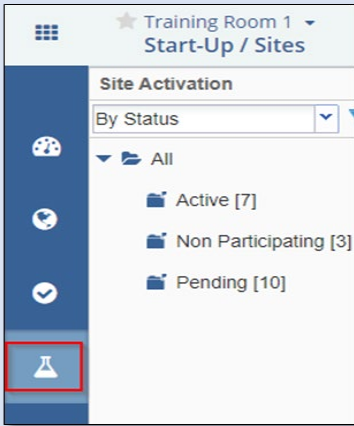 Training Room 1
Start-Up / Sites
Site Activation
By Status
All
Active [7]
Non Participating [3]
Pending [10]